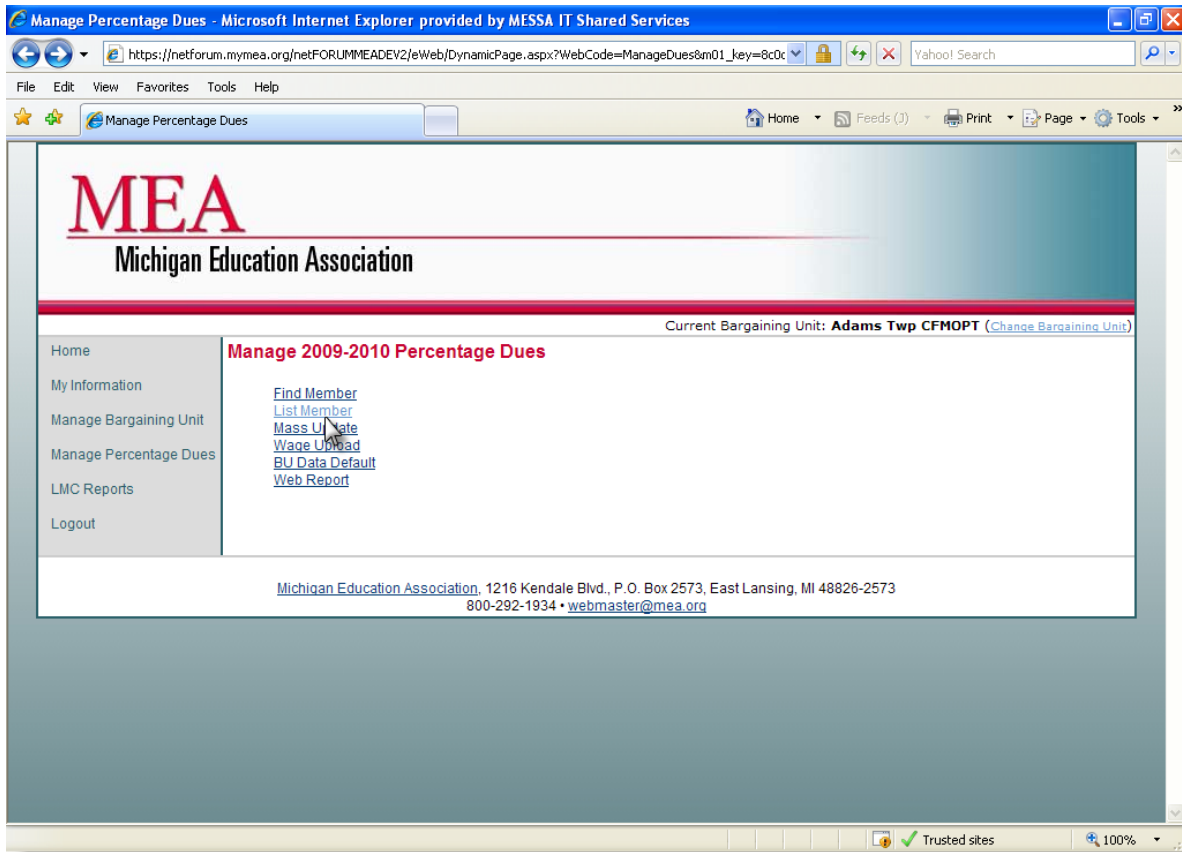 Manage Percentage Dues - Microsoft Internet Explorer provided by MESSA IT Shared Services
https://netforum.mymea.org/netFORUMMEADEV2/eWeb/DynamicPage.aspx?WebCode=ManageDues&m01_key=8c0c
Yahoo! Search
File Edit View Favorites Tools Help
Manage Percentage Dues
Home Feeds (J) Print Page Tools »
MEA
Michigan Education Association
Current Bargaining Unit: Adams Twp CFMOPT (Change Bargaining Unit)
Home
My Information
Manage Bargaining Unit
Manage Percentage Dues
LMC Reports
Logout
Manage 2009-2010 Percentage Dues
Find Member
List Member
Mass Update
Wage Upload
BU Data Default
Web Report
Michigan Education Association, 1216 Kendale Blvd., P.O. Box 2573, East Lansing, MI 48826-2573
800-292-1934 • webmaster@mea.org
Trusted sites
100%